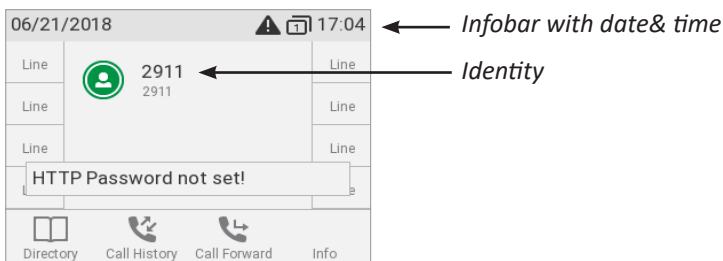 06/21/2018 1 17:04 Infobar with date& time
Line 2911 Line Identity
2911
Line Line
Line Line
HTTP Password not set!
Directory Call History Call Forward Info